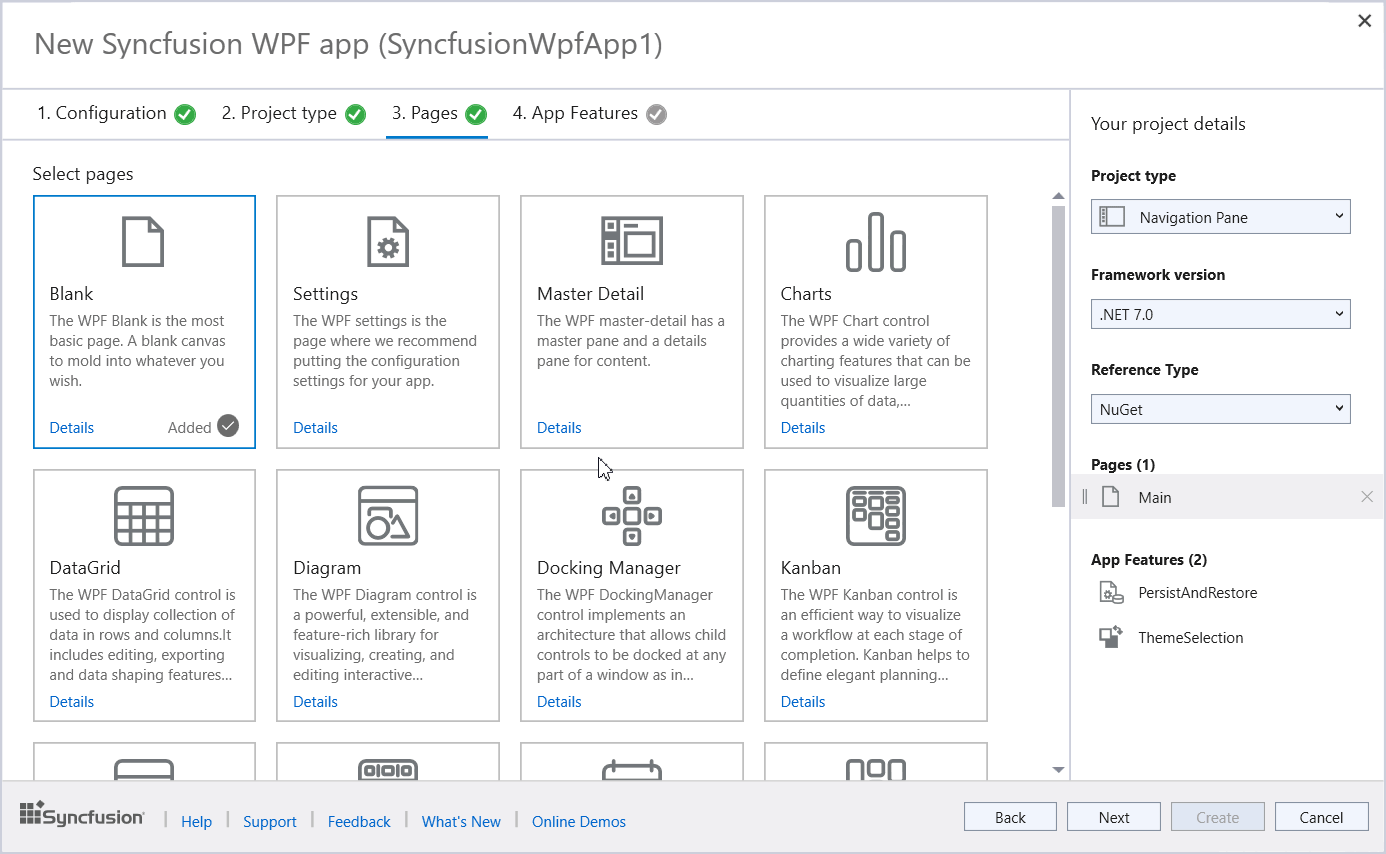 New Syncfusion WPF app (SyncfusionWpfApp1)
1. Configuration
2. Project type
3. Pages
4. App Features
Select pages
Blank
The WPF Blank is the most
basic page. A blank canvas
to mold into whatever you
wish.
Details
Added
Settings
The WPF settings is the
page where we recommend
putting the configuration
settings for your app.
Details
Master Detail
The WPF master-detail has a
master pane and a details
pane for content.
Details
Charts
The WPF Chart control
provides a wide variety of
charting features that can be
used to visualize large
quantities of data,...
Details
DataGrid
The WPF DataGrid control is
used to display collection of
data in rows and columns.It
includes editing, exporting
and data shaping features...
Details
Diagram
The WPF Diagram control is
a powerful, extensible, and
feature-rich library for
visualizing, creating, and
editing interactive...
Details
Docking Manager
The WPF DockingManager
control implements an
architecture that allows child
controls to be docked at any
part of a window as in...
Details
Kanban
The WPF Kanban control is
an efficient way to visualize
a workflow at each stage of
completion. Kanban helps to
define elegant planning...
Details
Your project details
Project type
Navigation Pane
Framework version
.NET 7.0
Reference Type
NuGet
Pages (1)
Main
App Features (2)
PersistAndRestore
ThemeSelection
Syncfusion
Help
Support
Feedback
What's New
Online Demos
Back
Next
Create
Cancel